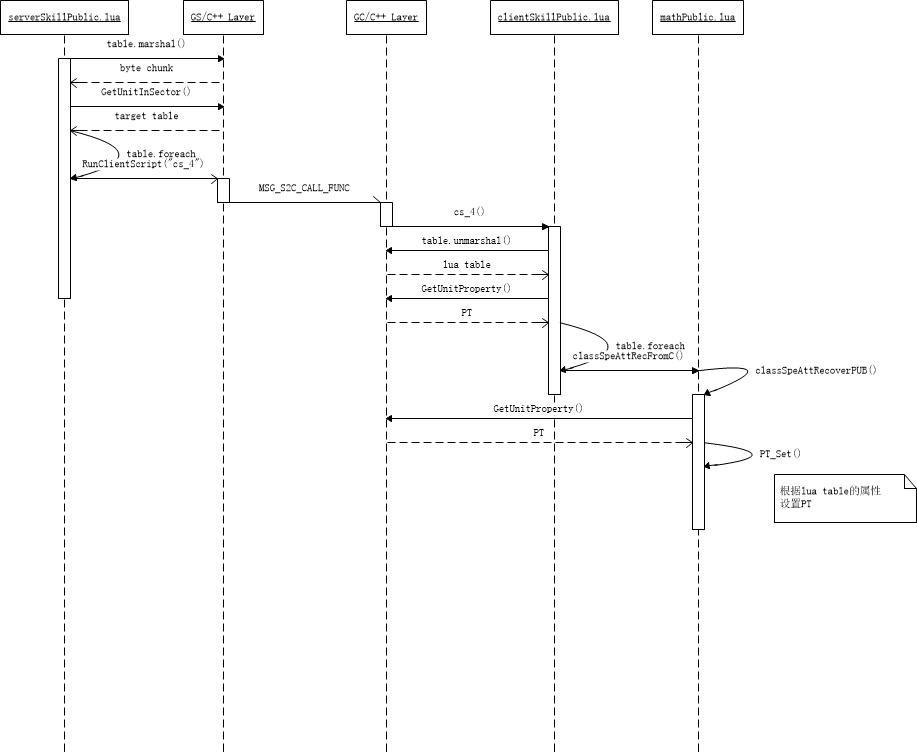 serverSkillPublic.lua
GS/C++ Layer
GC/C++ Layer
clientSkillPublic.lua
mathPublic.lua
table.marshal()
byte chunk
GetUnitInSector()
target table
table.foreach
RunClientScript("cs_4")
MSG_S2C_CALL_FUNC
cs_4()
table.unmarshal()
lua table
GetUnitProperty()
PT
table.foreach
classSpeAttRecFromC()
classSpeAttRecoverPUB()
GetUnitProperty()
PT
PT_Set()
根据lua table的属性
设置PT